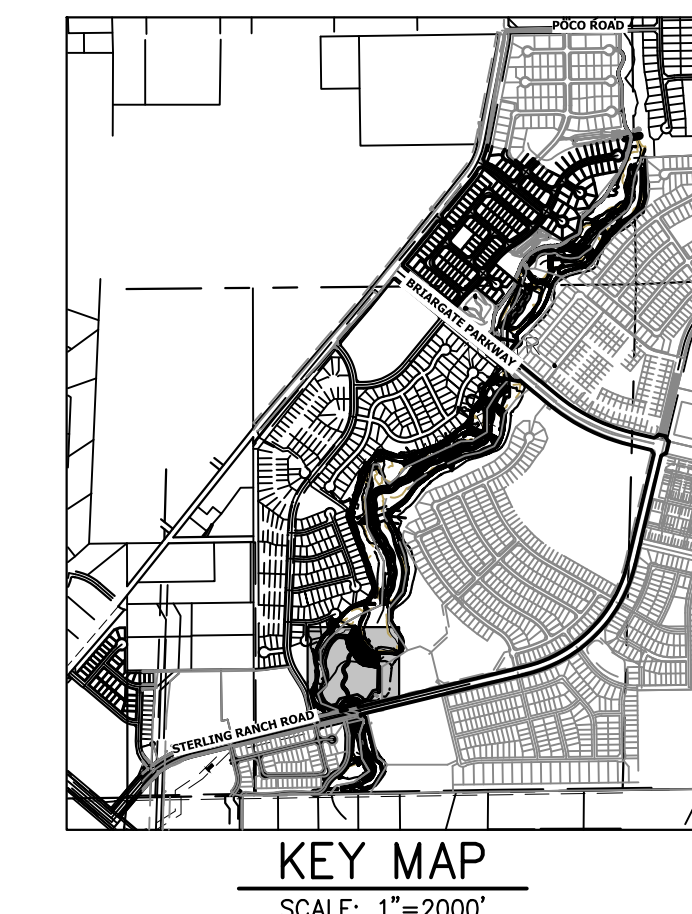 POCO ROAD
BRIARGATE PARKWAY
STERLING RANCH ROAD
KEY MAP
SCALE: 1"=2000'